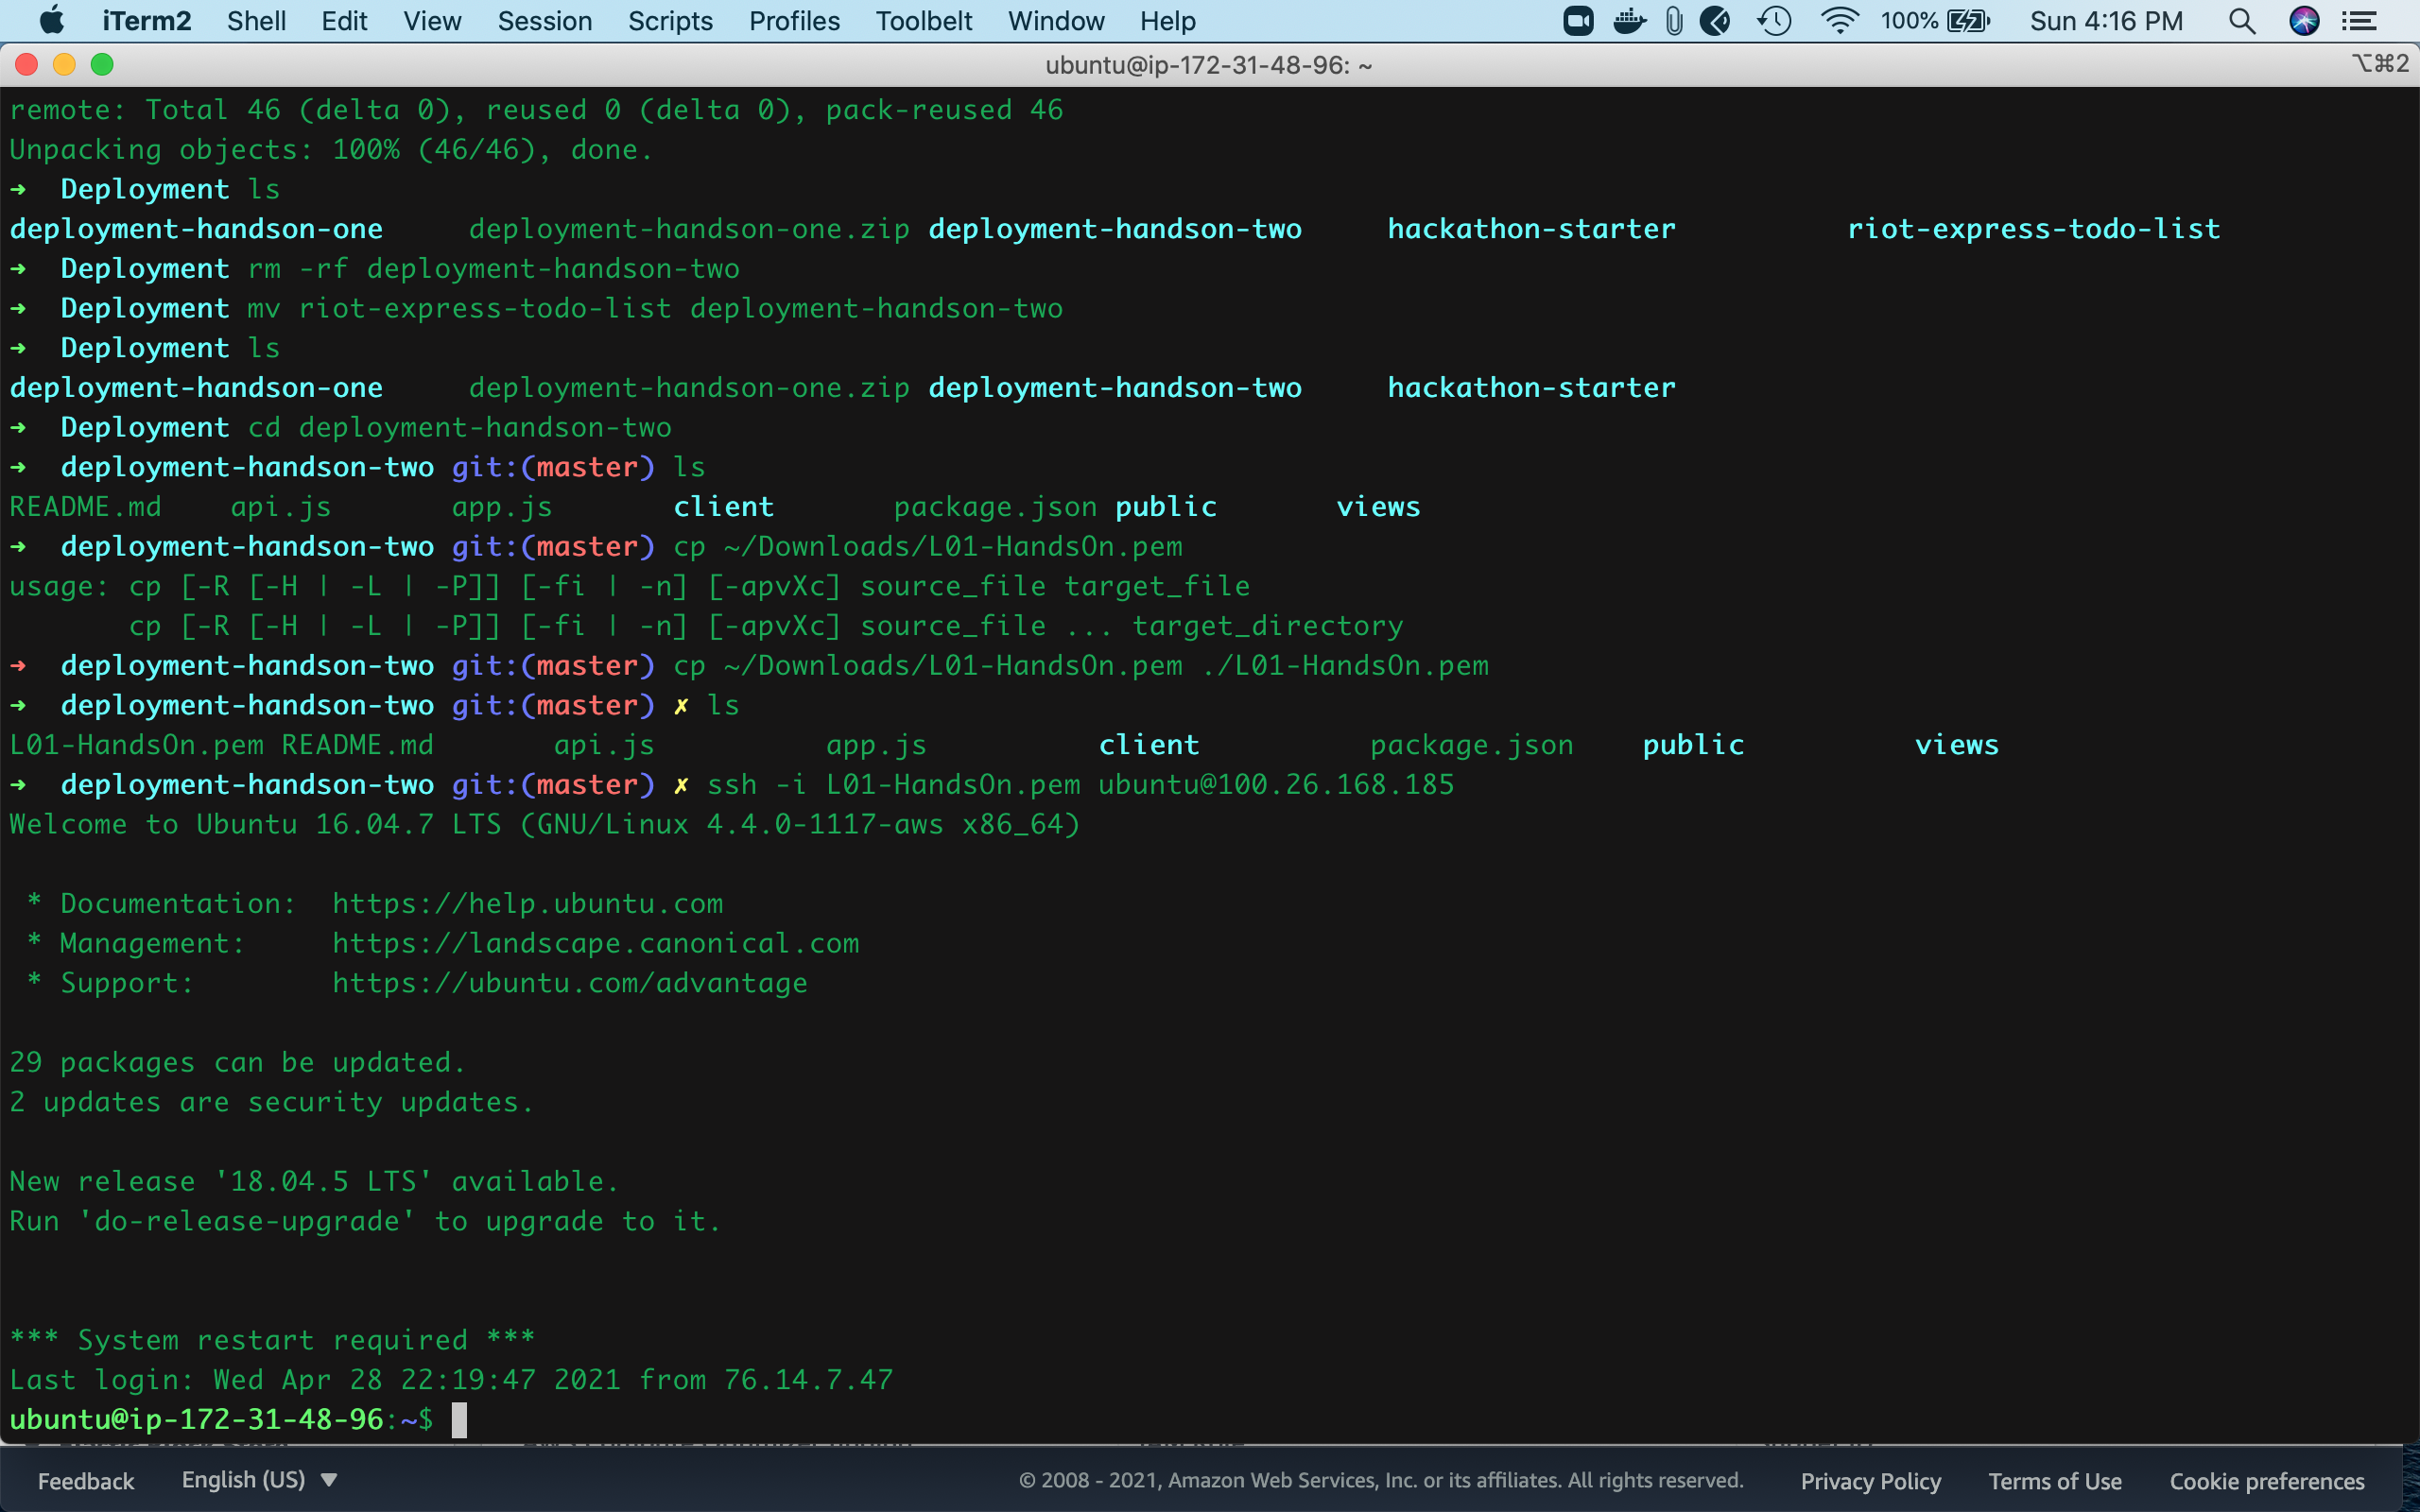 iTerm2 Shell Edit View Session Scripts Profiles Toolbelt Window Help 100% Sun 4:16 PM
ubuntu@ip-172-31-48-96: ~ ⌥⌘2
remote: Total 46 (delta 0), reused 0 (delta 0), pack-reused 46
Unpacking objects: 100% (46/46), done.
➜ Deployment ls
deployment-handson-one deployment-handson-one.zip deployment-handson-two hackathon-starter riot-express-todo-list
➜ Deployment rm -rf deployment-handson-two
➜ Deployment mv riot-express-todo-list deployment-handson-two
➜ Deployment ls
deployment-handson-one deployment-handson-one.zip deployment-handson-two hackathon-starter
➜ Deployment cd deployment-handson-two
➜ deployment-handson-two git:(master) ls
README.md api.js app.js client package.json public views
➜ deployment-handson-two git:(master) cp ~/Downloads/L01-HandsOn.pem
usage: cp [-R [-H | -L | -P]] [-fi | -n] [-apvXc] source_file target_file
cp [-R [-H | -L | -P]] [-fi | -n] [-apvXc] source_file ... target_directory
➜ deployment-handson-two git:(master) cp ~/Downloads/L01-HandsOn.pem ./L01-HandsOn.pem
➜ deployment-handson-two git:(master) ✗ ls
L01-HandsOn.pem README.md api.js app.js client package.json public views
➜ deployment-handson-two git:(master) ✗ ssh -i L01-HandsOn.pem ubuntu@100.26.168.185
Welcome to Ubuntu 16.04.7 LTS (GNU/Linux 4.4.0-1117-aws x86_64)
* Documentation: https://help.ubuntu.com
* Management: https://landscape.canonical.com
* Support: https://ubuntu.com/advantage
29 packages can be updated.
2 updates are security updates.
New release '18.04.5 LTS' available.
Run 'do-release-upgrade' to upgrade to it.
*** System restart required ***
Last login: Wed Apr 28 22:19:47 2021 from 76.14.7.47
ubuntu@ip-172-31-48-96:~$
Feedback English (US) © 2008 - 2021, Amazon Web Services, Inc. or its affiliates. All rights reserved. Privacy Policy Terms of Use Cookie preferences